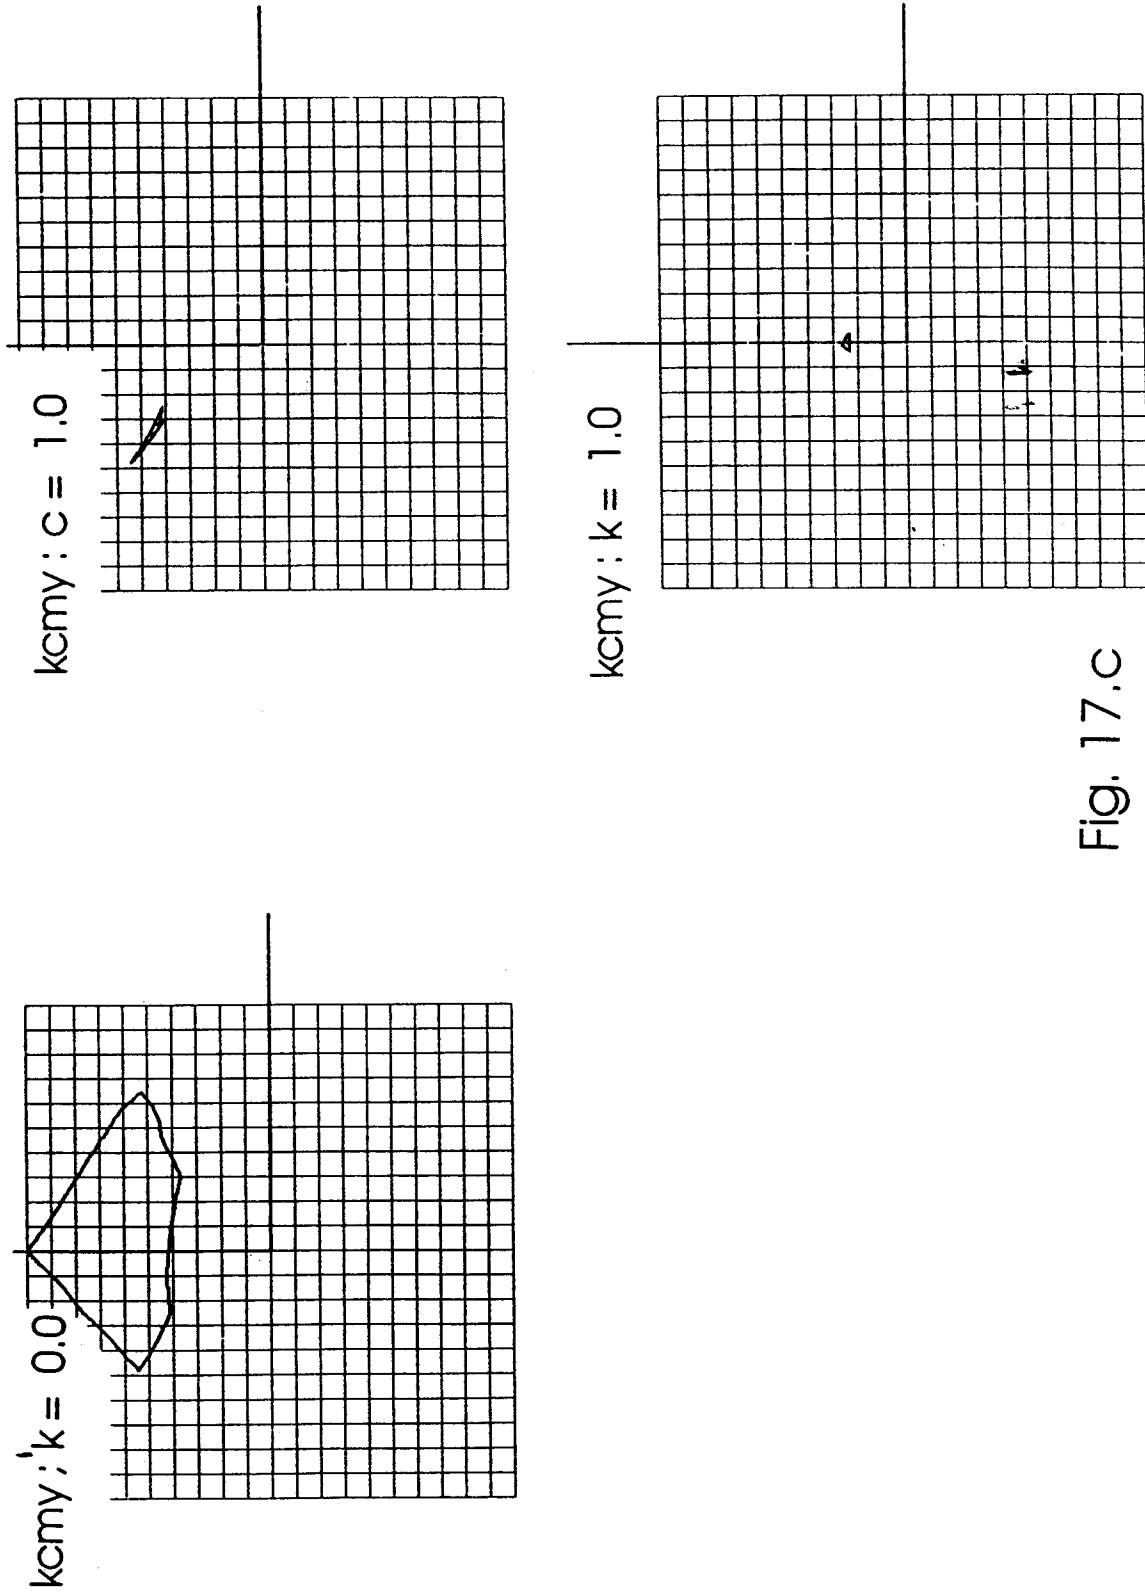 kcmy : c = 1.0
kcmy : k = 1.0
kcmy ; k = 0.0
Fig. 17.c